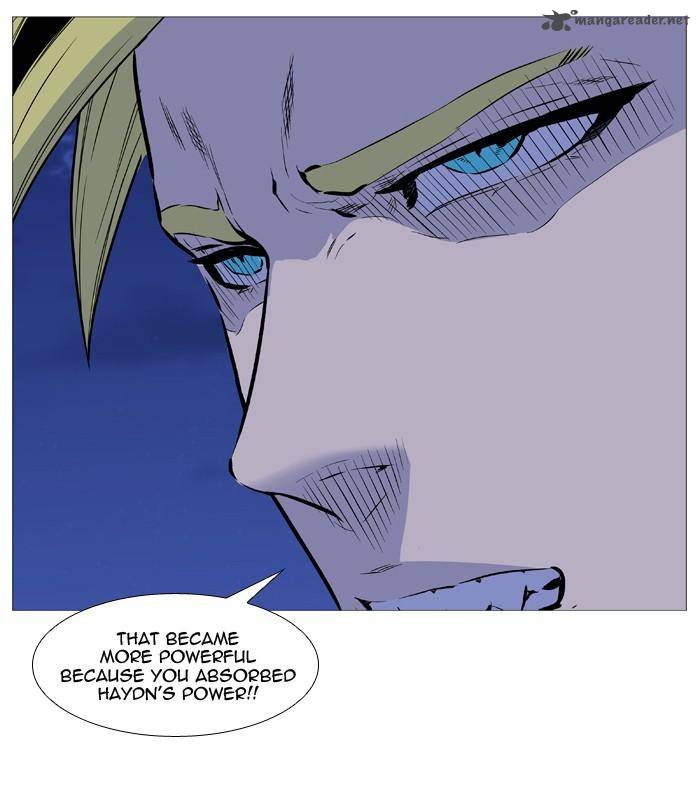 mangareader.net
THAT BECAME
MORE POWERFUL
BECAUSE YOU ABSORBED
HAYDN'S POWER!!